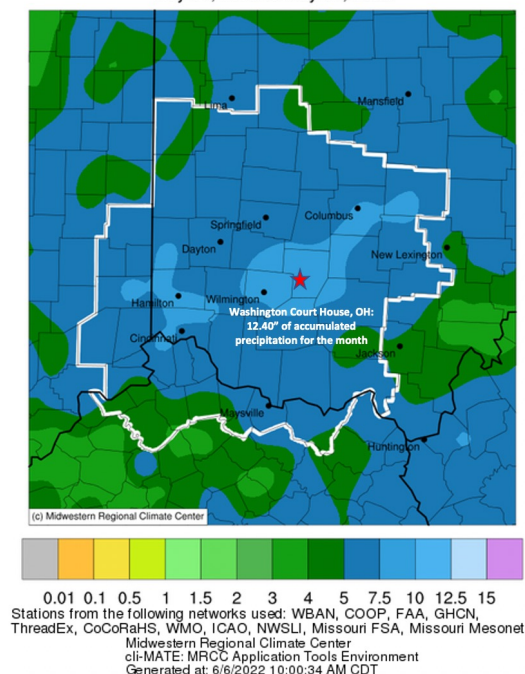 Lima
Mansfield
Springfield
Columbus
Dayton
New Lexington
Hamilton
Wilmington
Washington Court House, OH:
12.40" of accumulated
precipitation for the month
Cincinnati
Jackson
Maysville
Huntington
(c) Midwestern Regional Climate Center
0.01 0.1 0.5 1 1.5 2 3 4 5 7.5 10 12.5 15
Stations from the following networks used: WBAN, COOP, FAA, GHCN,
ThreadEx, CoCoRaHS, WMO, ICAO, NWSLI, Missouri FSA, Missouri Mesonet
Midwestern Regional Climate Center
cli-MATE: MRCC Application Tools Environment
Generated at: 6/6/2022 10:00:34 AM CDT